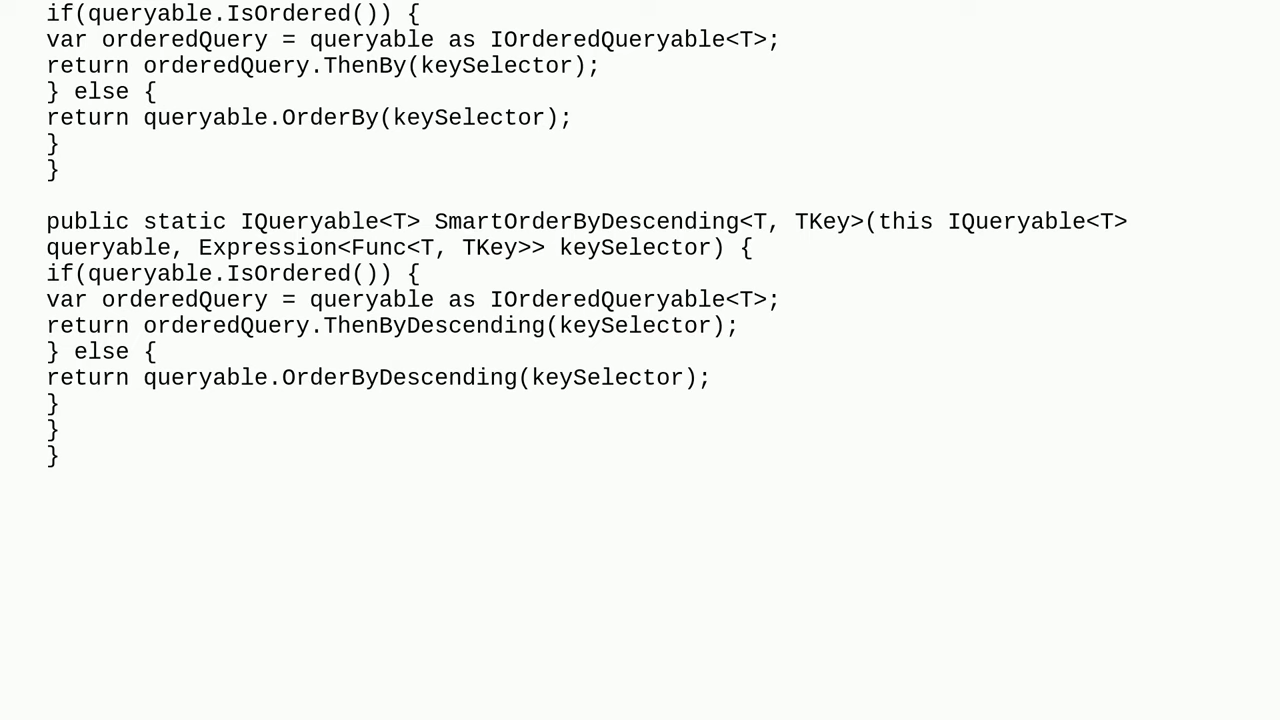 if(queryable.IsOrdered()) {
var orderedQuery = queryable as IOrderedQueryable<T>;
return orderedQuery.ThenBy(keySelector);
} else {
return queryable.OrderBy(keySelector);
}
}
public static IQueryable<T> SmartOrderByDescending<T, TKey>(this IQueryable<T>
queryable, Expression<Func<T, TKey>> keySelector) {
if(queryable.IsOrdered()) {
var orderedQuery = queryable as IOrderedQueryable<T>;
return orderedQuery.ThenByDescending(keySelector);
} else {
return queryable.OrderByDescending(keySelector);
}
}
}